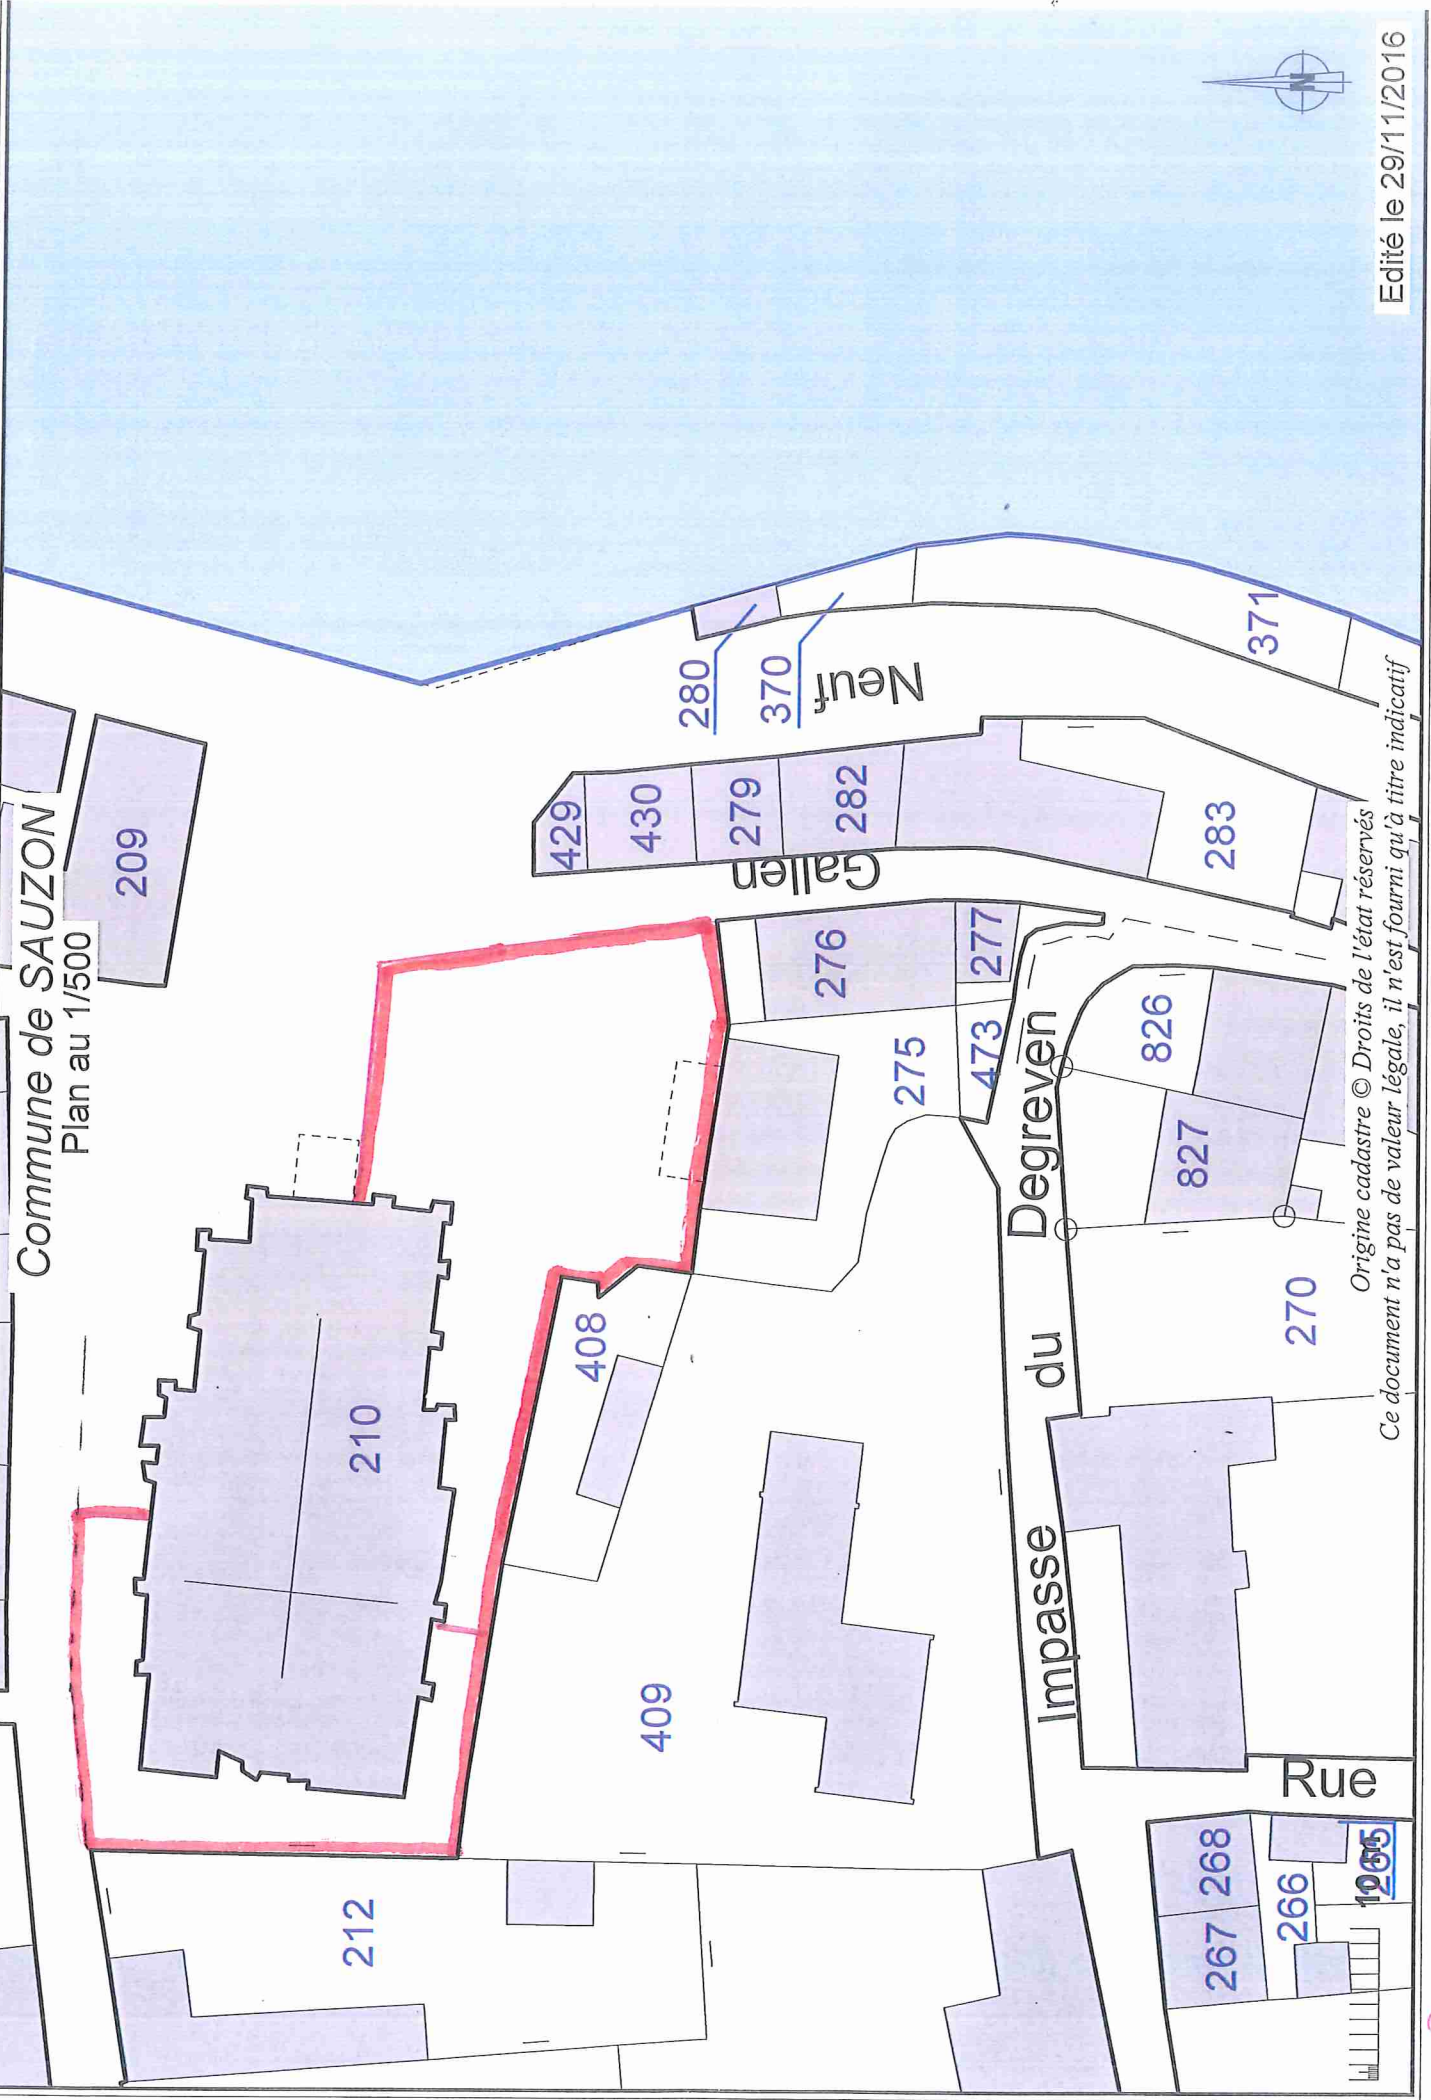 Commune de SAUZON
Plan au 1/500
209
210
212
408
409
429
430
279
282
280
370
Neuf
Gallen
276
277
275
473
283
371
Impasse du Degreven
826
827
270
Rue
268
267
266
265
10 m
N
Origine cadastre © Droits de l'état réservés
Ce document n'a pas de valeur légale, il n'est fourni qu'à titre indicatif
Edité le 29/11/2016